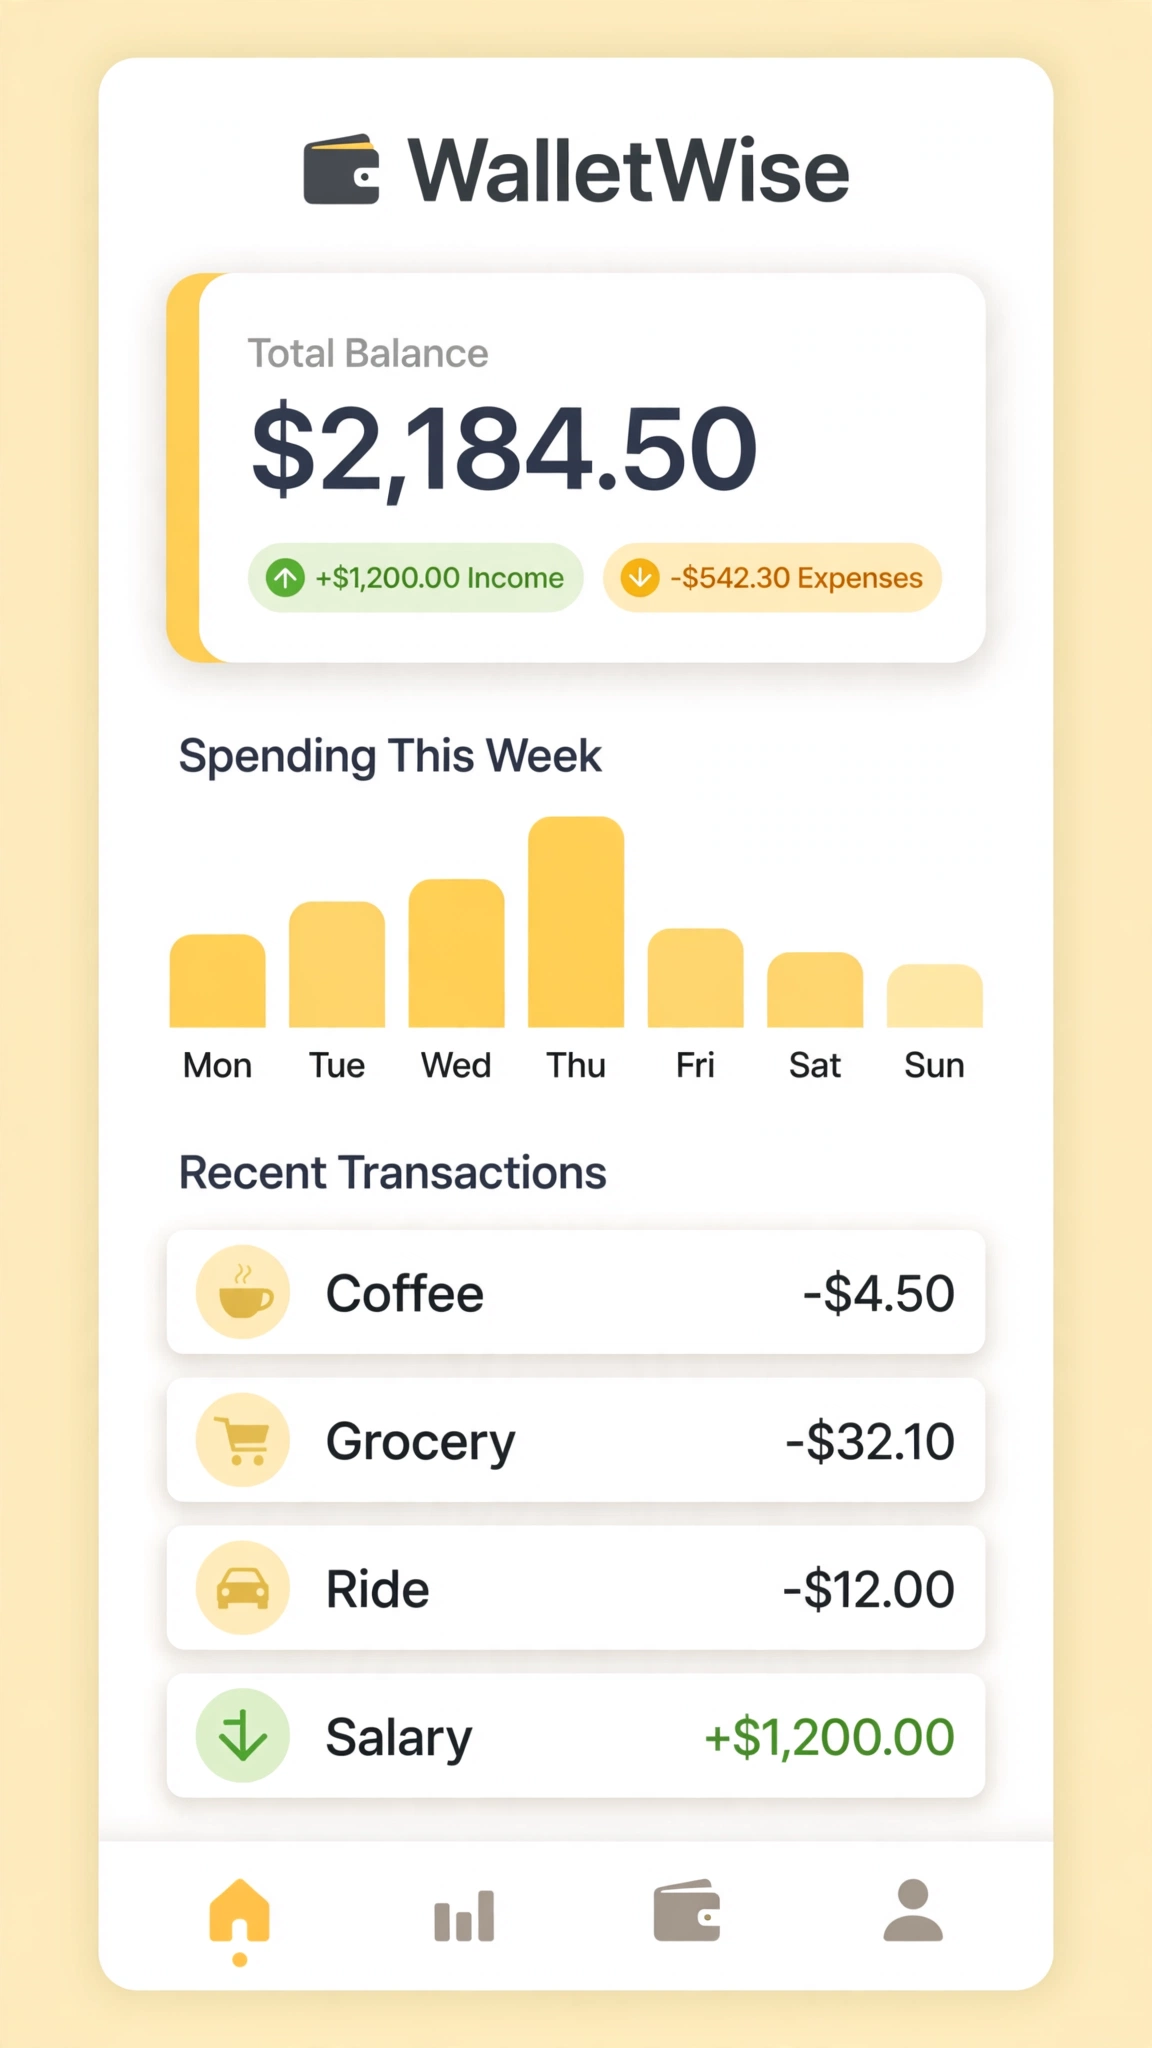 WalletWise
Total Balance
$2,184.50
+$1,200.00 Income
-$542.30 Expenses
Spending This Week
Mon Tue Wed Thu Fri Sat Sun
Recent Transactions
Coffee -$4.50
Grocery -$32.10
Ride -$12.00
Salary +$1,200.00